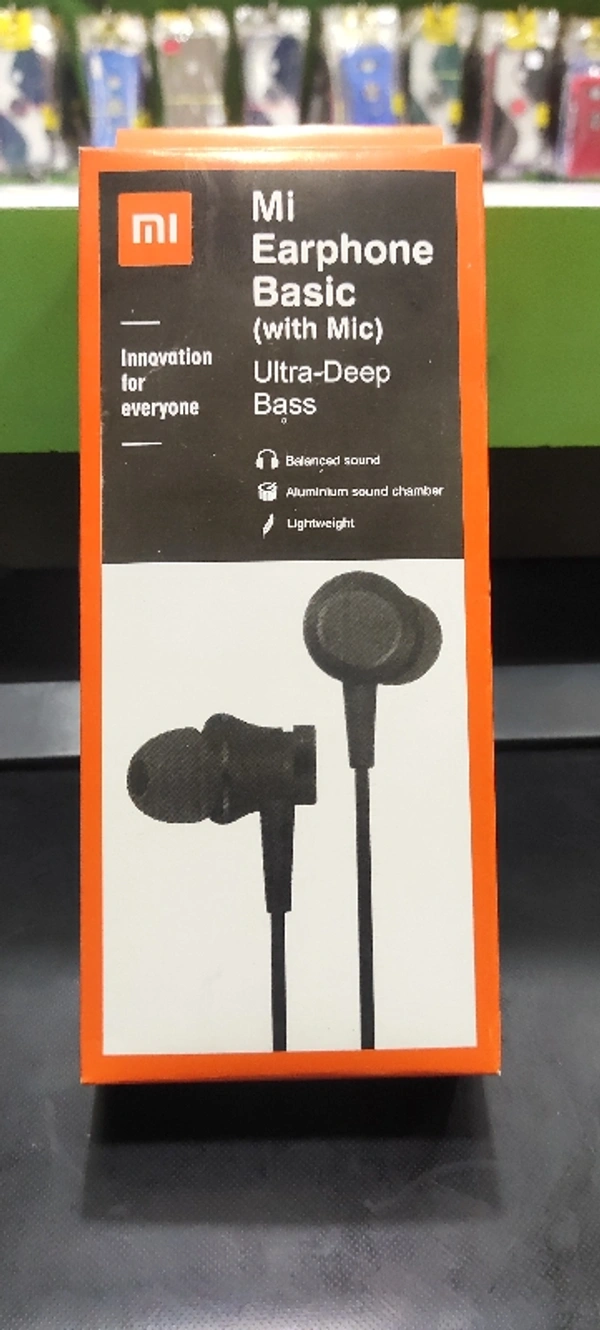 mi
Mi
Earphone
Basic
(with Mic)
Ultra-Deep
Bass
Innovation
for
everyone
Balanced sound
Aluminium sound chamber
Lightweight